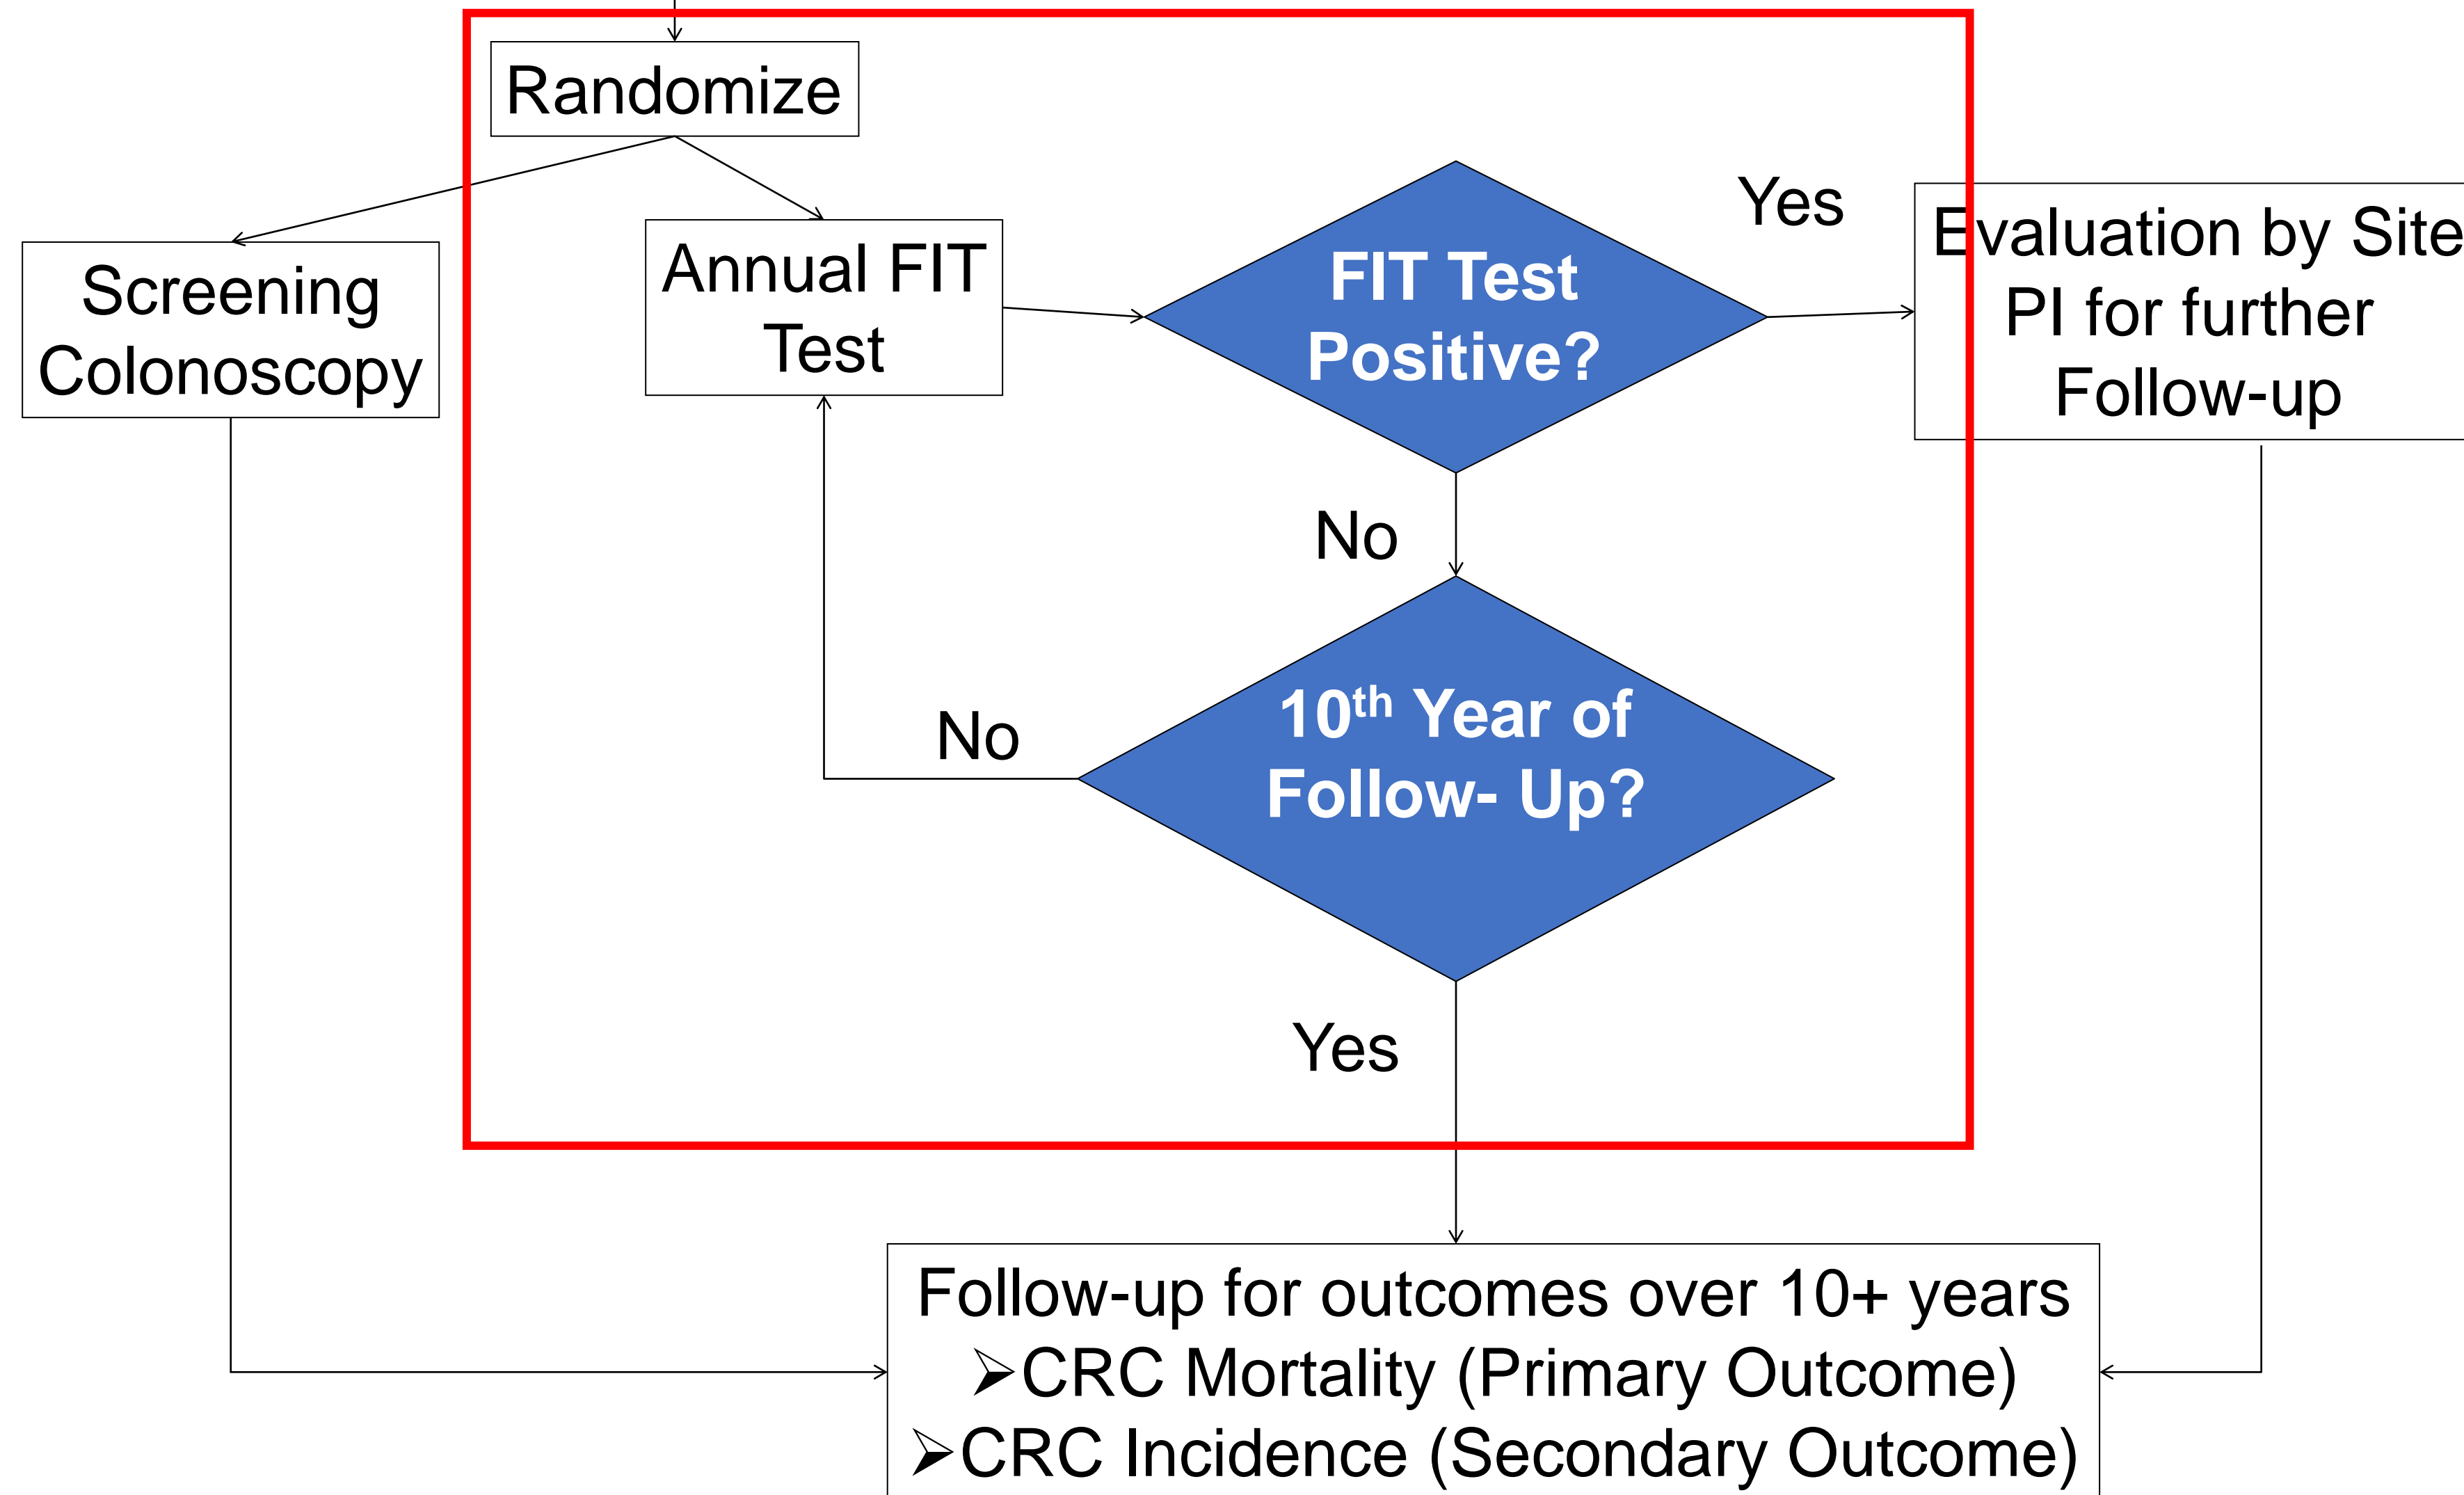 Randomize
Screening
Colonoscopy
Annual FIT
Test
FIT Test
Positive?
Yes
Evaluation by Site
PI for further
Follow-up
No
10th Year of
Follow- Up?
No
Yes
Follow-up for outcomes over 10+ years
➢CRC Mortality (Primary Outcome)
➢CRC Incidence (Secondary Outcome)